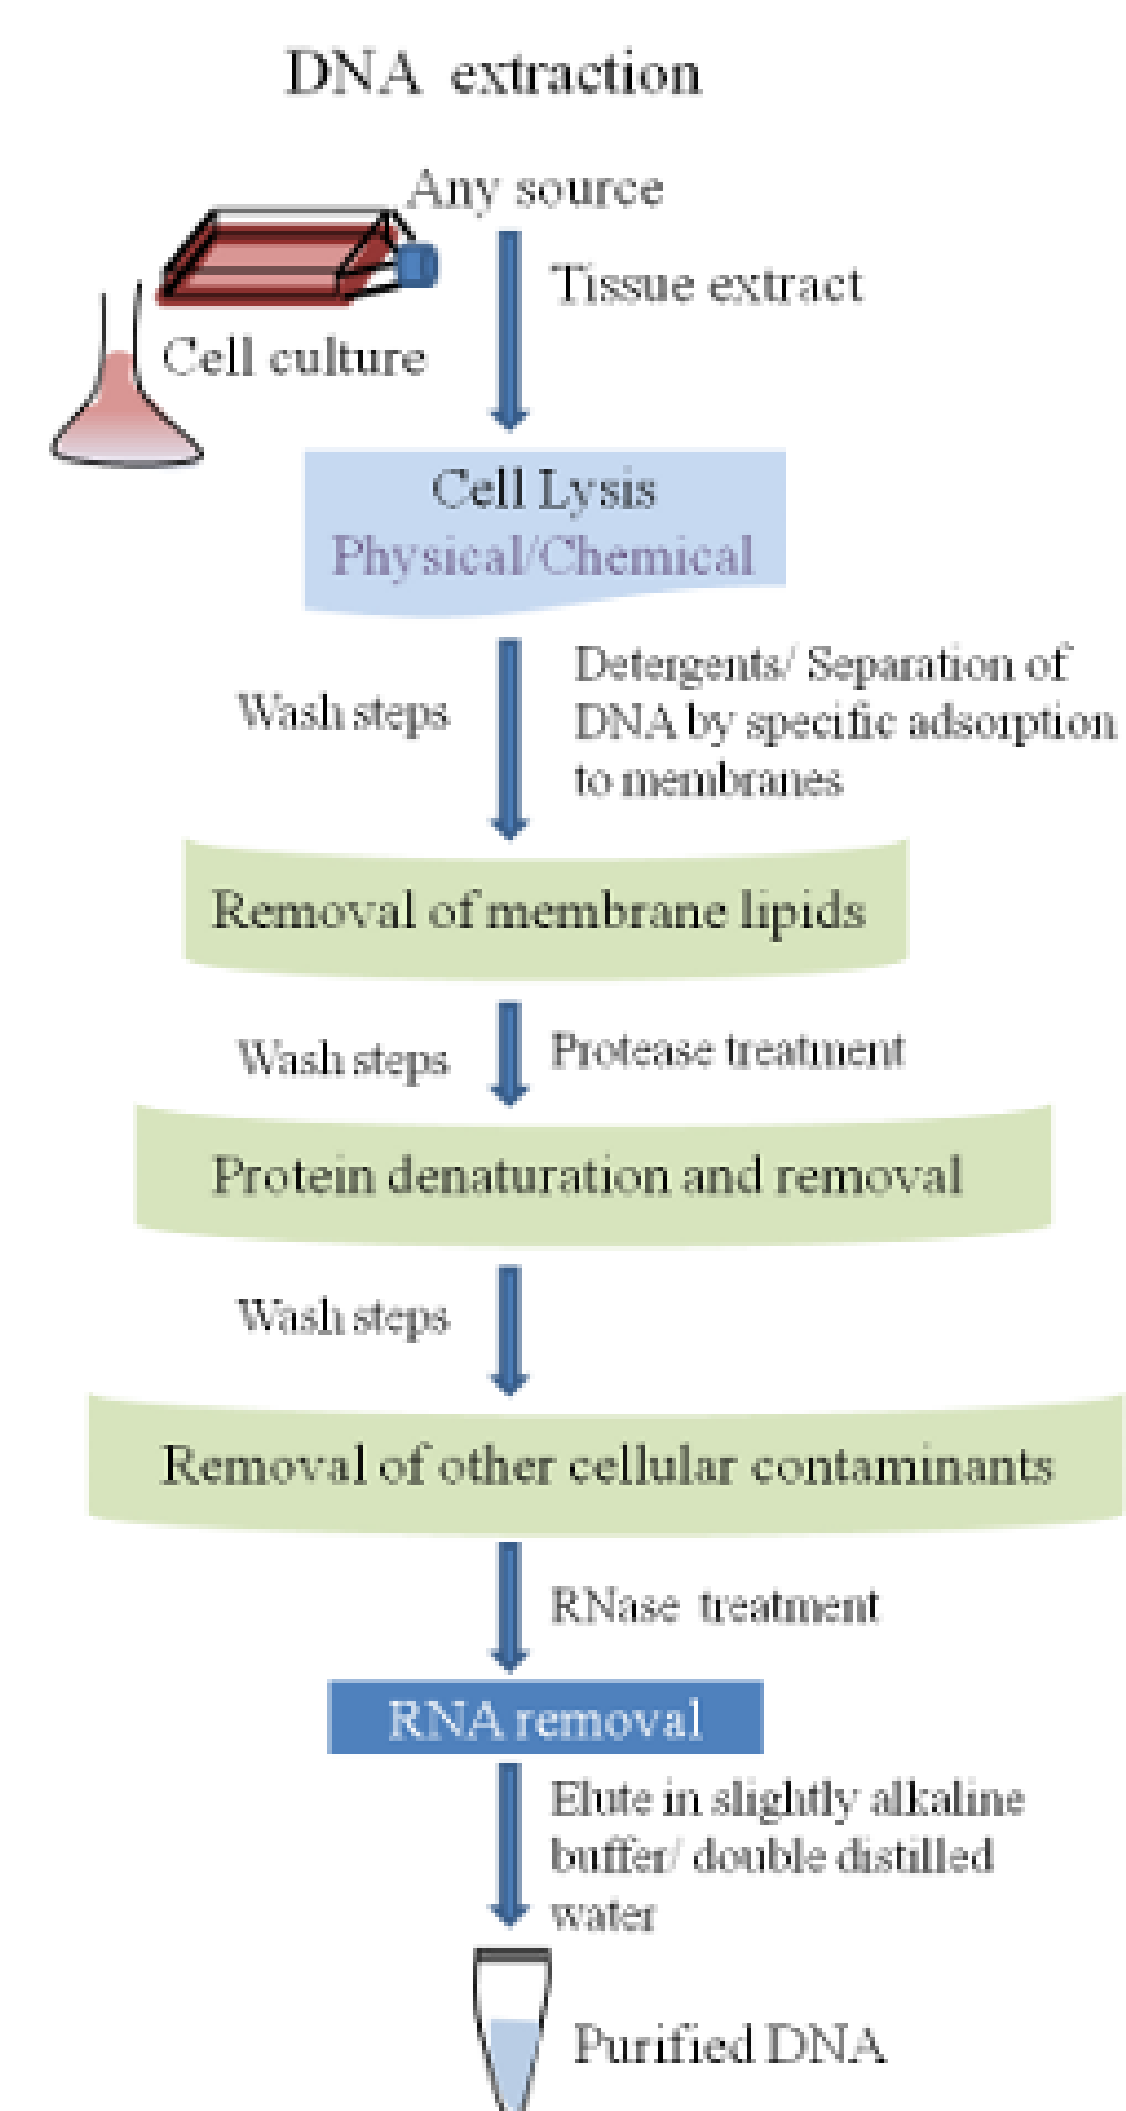 DNA extraction
Any source
Tissue extract
Cell culture
Cell Lysis
Physical/Chemical
Wash steps
Detergents/ Separation of
DNA by specific adsorption
to membranes
Removal of membrane lipids
Wash steps
Protease treatment
Protein denaturation and removal
Wash steps
Removal of other cellular contaminants
RNase treatment
RNA removal
Elute in slightly alkaline
buffer/ double distilled
water
Purified DNA